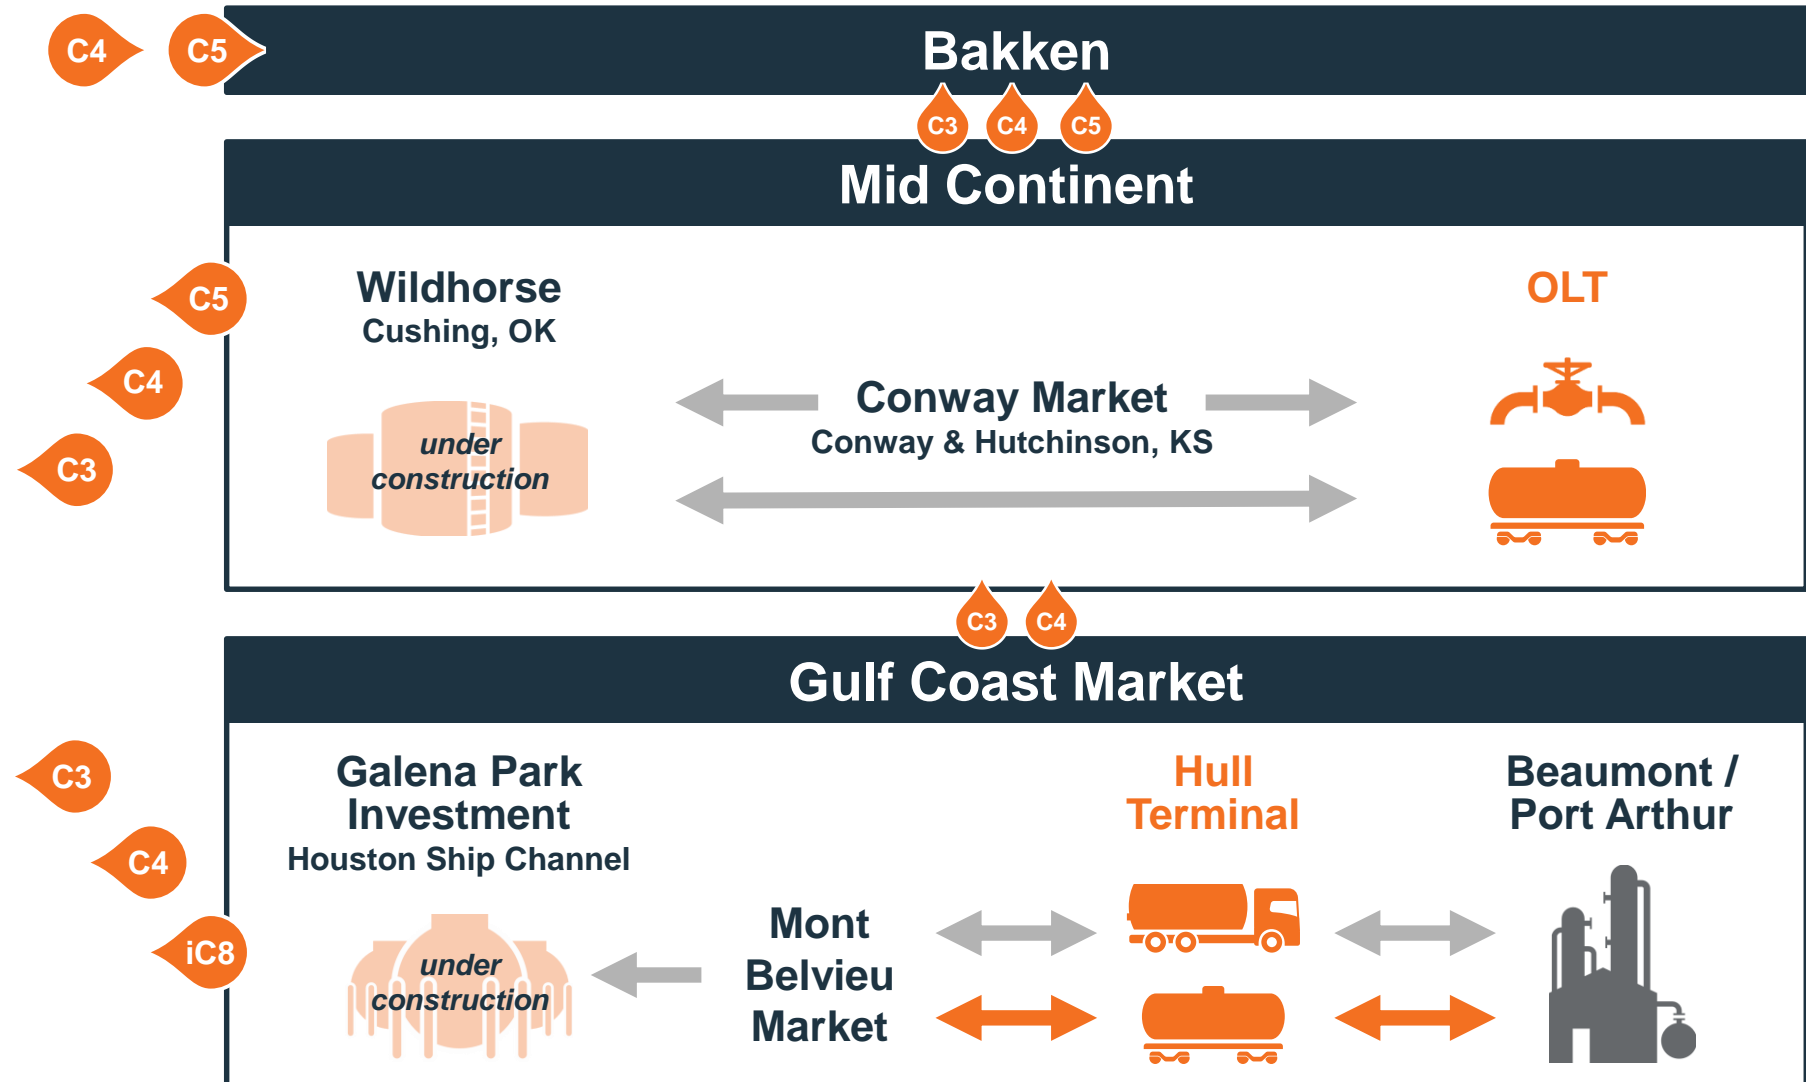 C4 C5
Bakken
C3 C4 C5
Mid Continent
C5
C4
C3
Wildhorse
Cushing, OK
under
construction
Conway Market
Conway & Hutchinson, KS
OLT
C3 C4
Gulf Coast Market
C3
C4
iC8
Galena Park
Investment
Houston Ship Channel
under
construction
Mont
Belvieu
Market
Hull
Terminal
Beaumont /
Port Arthur